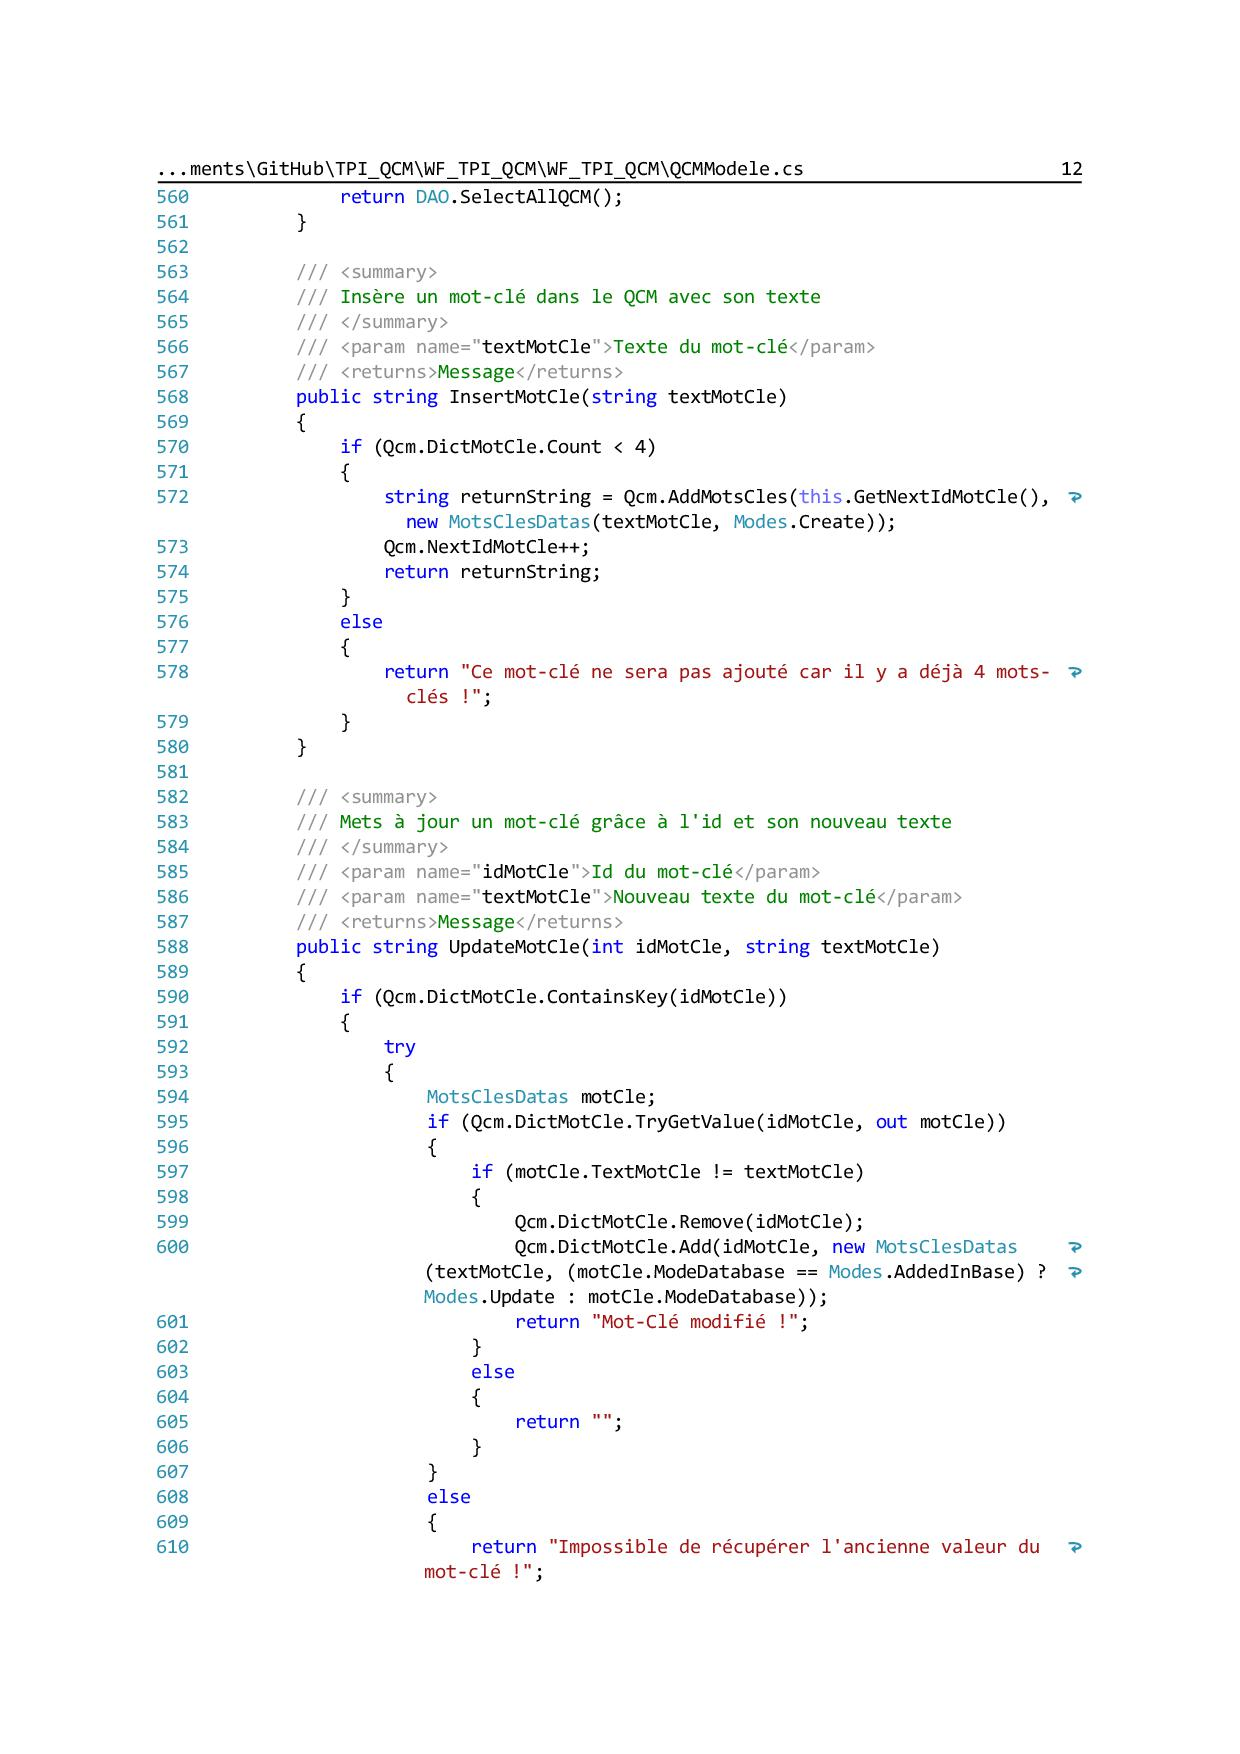 ...ments\GitHub\TPI_QCM\WF_TPI_QCM\WF_TPI_QCM\QCMModele.cs 12
560 return DAO.SelectAllQCM();
561 }
562
563 /// <summary>
564 /// Insère un mot-clé dans le QCM avec son texte
565 /// </summary>
566 /// <param name="textMotCle">Texte du mot-clé</param>
567 /// <returns>Message</returns>
568 public string InsertMotCle(string textMotCle)
569 {
570 if (Qcm.DictMotCle.Count < 4)
571 {
572 string returnString = Qcm.AddMotsCles(this.GetNextIdMotCle(),
new MotsClesDatas(textMotCle, Modes.Create));
573 Qcm.NextIdMotCle++;
574 return returnString;
575 }
576 else
577 {
578 return "Ce mot-clé ne sera pas ajouté car il y a déjà 4 mots-
clés !";
579 }
580 }
581
582 /// <summary>
583 /// Mets à jour un mot-clé grâce à l'id et son nouveau texte
584 /// </summary>
585 /// <param name="idMotCle">Id du mot-clé</param>
586 /// <param name="textMotCle">Nouveau texte du mot-clé</param>
587 /// <returns>Message</returns>
588 public string UpdateMotCle(int idMotCle, string textMotCle)
589 {
590 if (Qcm.DictMotCle.ContainsKey(idMotCle))
591 {
592 try
593 {
594 MotsClesDatas motCle;
595 if (Qcm.DictMotCle.TryGetValue(idMotCle, out motCle))
596 {
597 if (motCle.TextMotCle != textMotCle)
598 {
599 Qcm.DictMotCle.Remove(idMotCle);
600 Qcm.DictMotCle.Add(idMotCle, new MotsClesDatas
(textMotCle, (motCle.ModeDatabase == Modes.AddedInBase) ?
Modes.Update : motCle.ModeDatabase));
601 return "Mot-Clé modifié !";
602 }
603 else
604 {
605 return "";
606 }
607 }
608 else
609 {
610 return "Impossible de récupérer l'ancienne valeur du
mot-clé !";